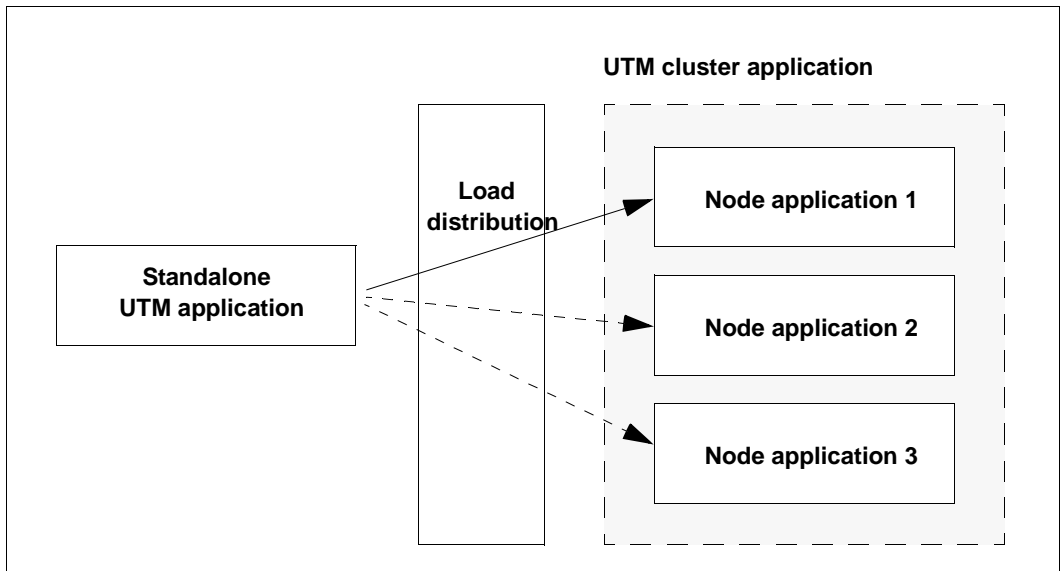 UTM cluster application
Load
distribution
Node application 1
Standalone
UTM application
Node application 2
Node application 3